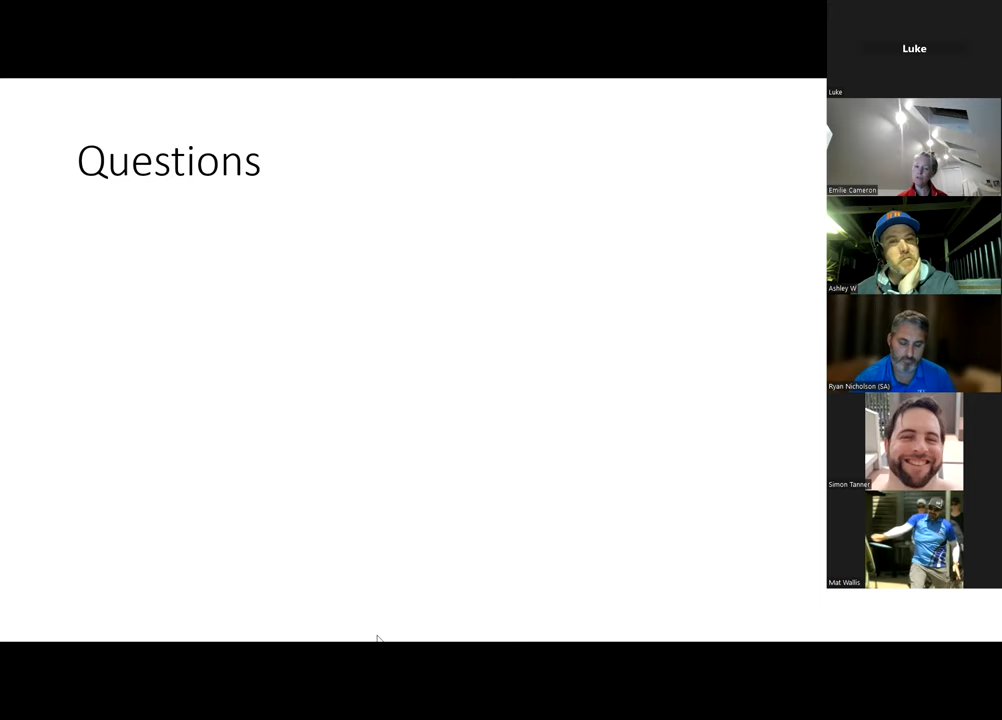 Questions
Luke
Luke
Emilie Cameron
Ashley W
Ryan Nicholson (SA)
Simon Tanner
Mat Wallis